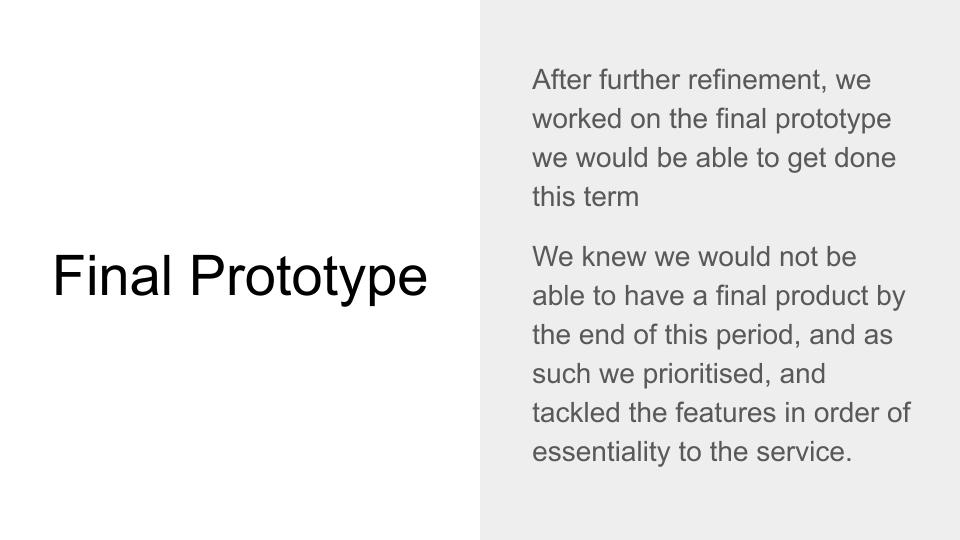 Final Prototype
After further refinement, we
worked on the final prototype
we would be able to get done
this term
We knew we would not be
able to have a final product by
the end of this period, and as
such we prioritised, and
tackled the features in order of
essentiality to the service.